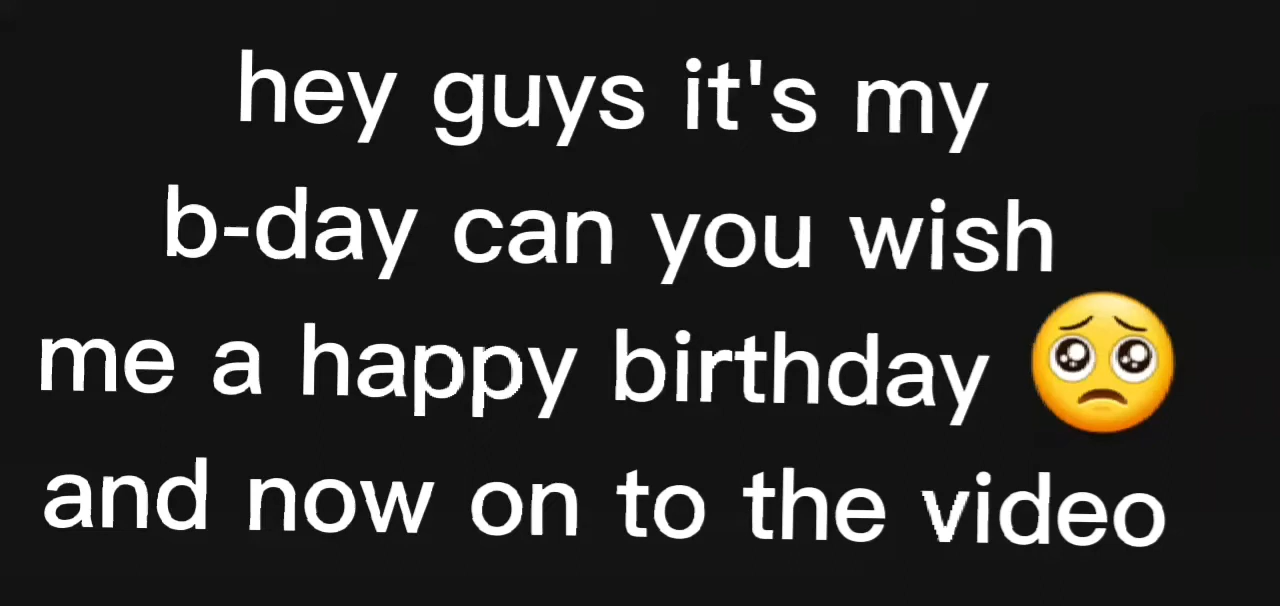 hey guys it's my
b-day can you wish
me a happy birthday 🥺
and now on to the video